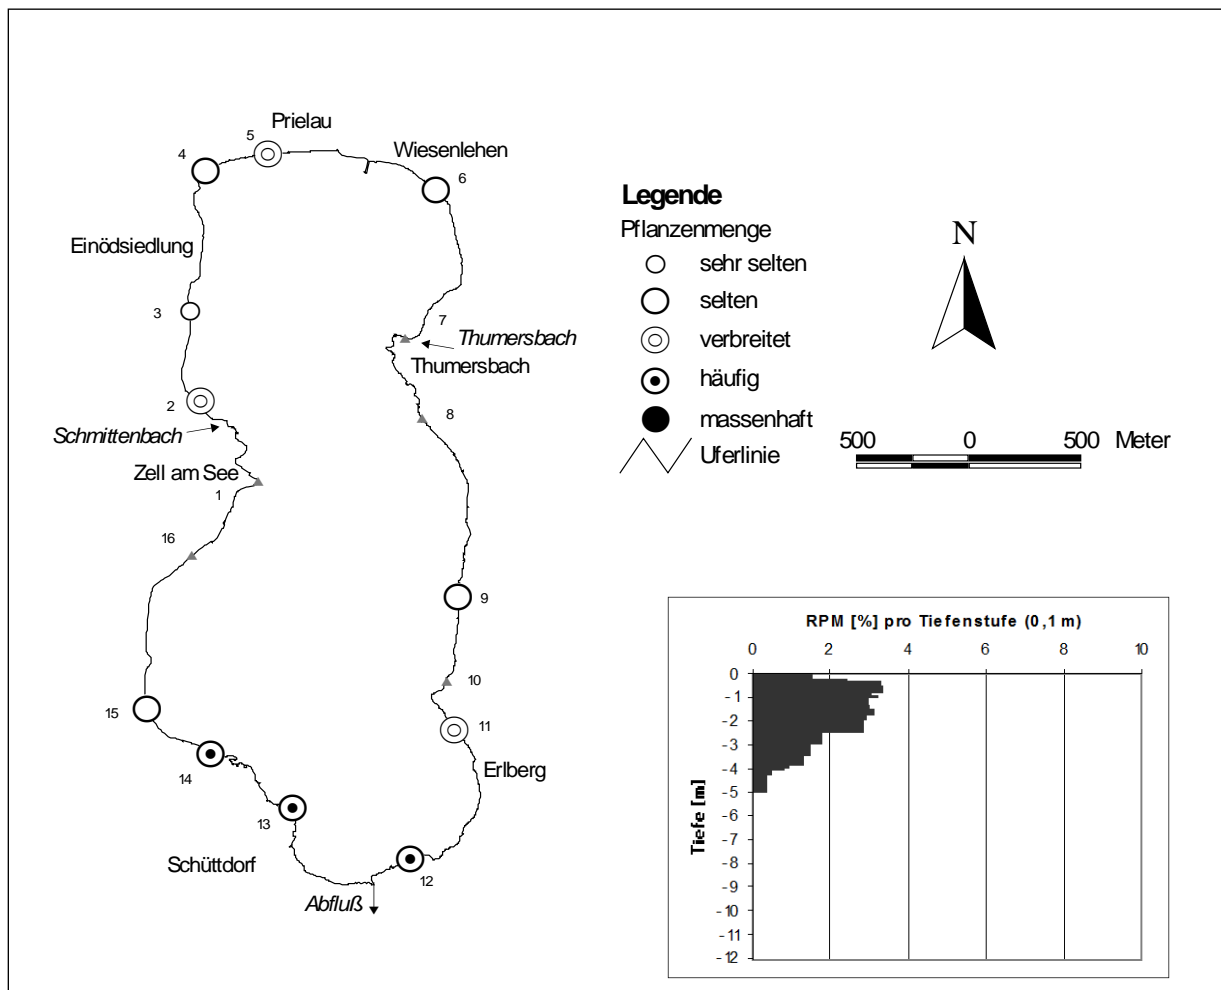 Prielau
5
4
Wiesenlehen
6
Einödsiedlung
3
7
Thumersbach
Thumersbach
2
8
Schmittenbach
Zell am See
1
16
9
10
15
11
14
Erlberg
13
Schüttdorf
12
Abfluß
Legende
Pflanzenmenge
sehr selten
selten
verbreitet
häufig
massenhaft
Uferlinie
N
500 0 500 Meter
RPM [%] pro Tiefenstufe (0,1 m)
0 2 4 6 8 10
Tiefe [m]
0
-1
-2
-3
-4
-5
-6
-7
-8
-9
-10
-11
-12